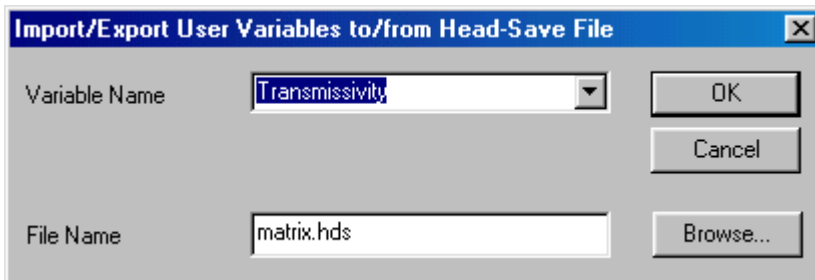 Import/Export User Variables to/from Head-Save File
Variable Name Transmissivity OK
Cancel
File Name matrix.hds Browse...